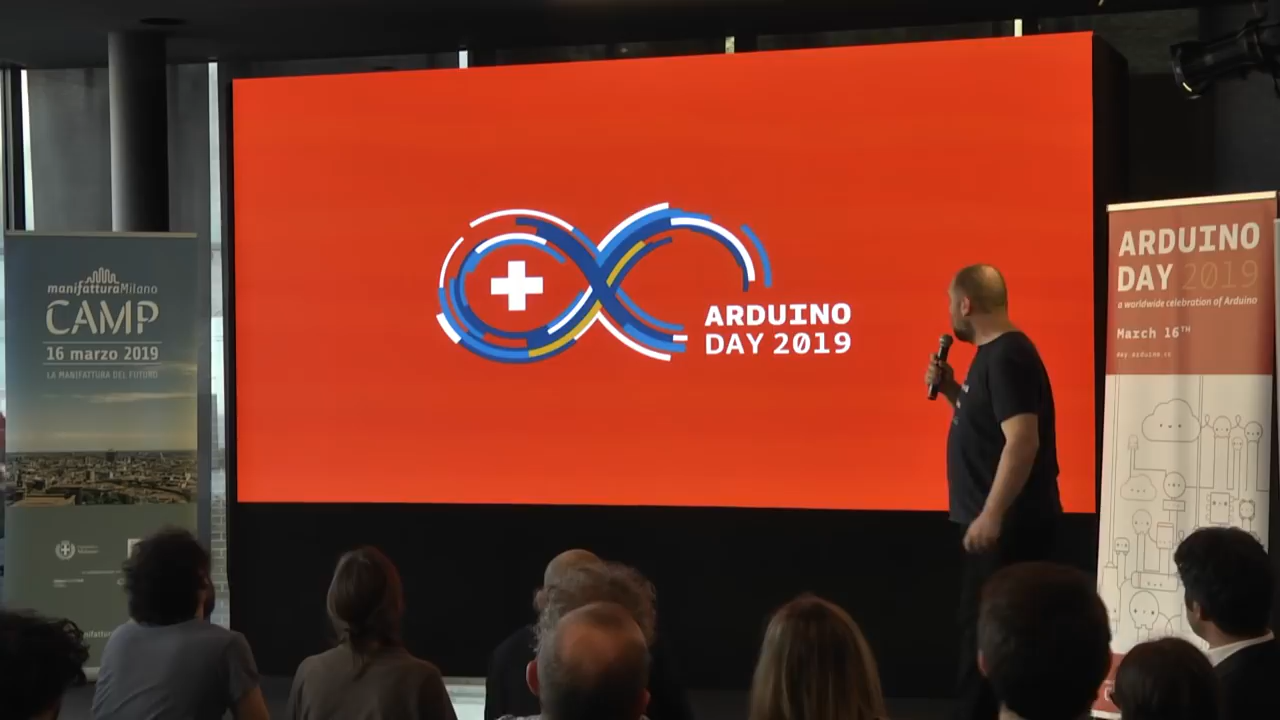 manifatturaMilano
CAMP
16 marzo 2019
LA MANIFATTURA DEL FUTURO
ARDUINO
DAY 2019
ARDUINO
DAY 2019
a worldwide celebration of Arduino
March 16TH
day.arduino.cc